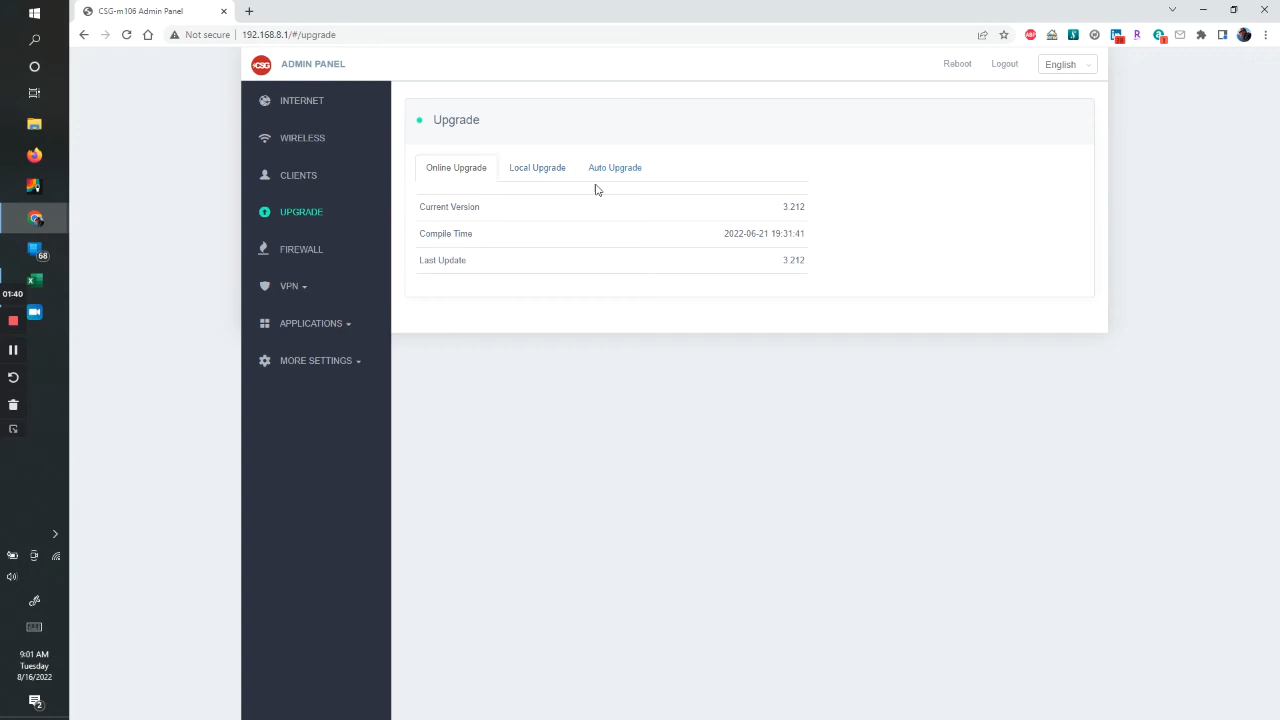 CSG-m106 Admin Panel
Not secure 192.168.8.1/#/upgrade
CSG ADMIN PANEL
Reboot Logout English
INTERNET
WIRELESS
CLIENTS
UPGRADE
FIREWALL
VPN
APPLICATIONS
MORE SETTINGS
Upgrade
Online Upgrade Local Upgrade Auto Upgrade
Current Version 3.212
Compile Time 2022-06-21 19:31:41
Last Update 3.212
68
01:40
9:01 AM
Tuesday
8/16/2022
2